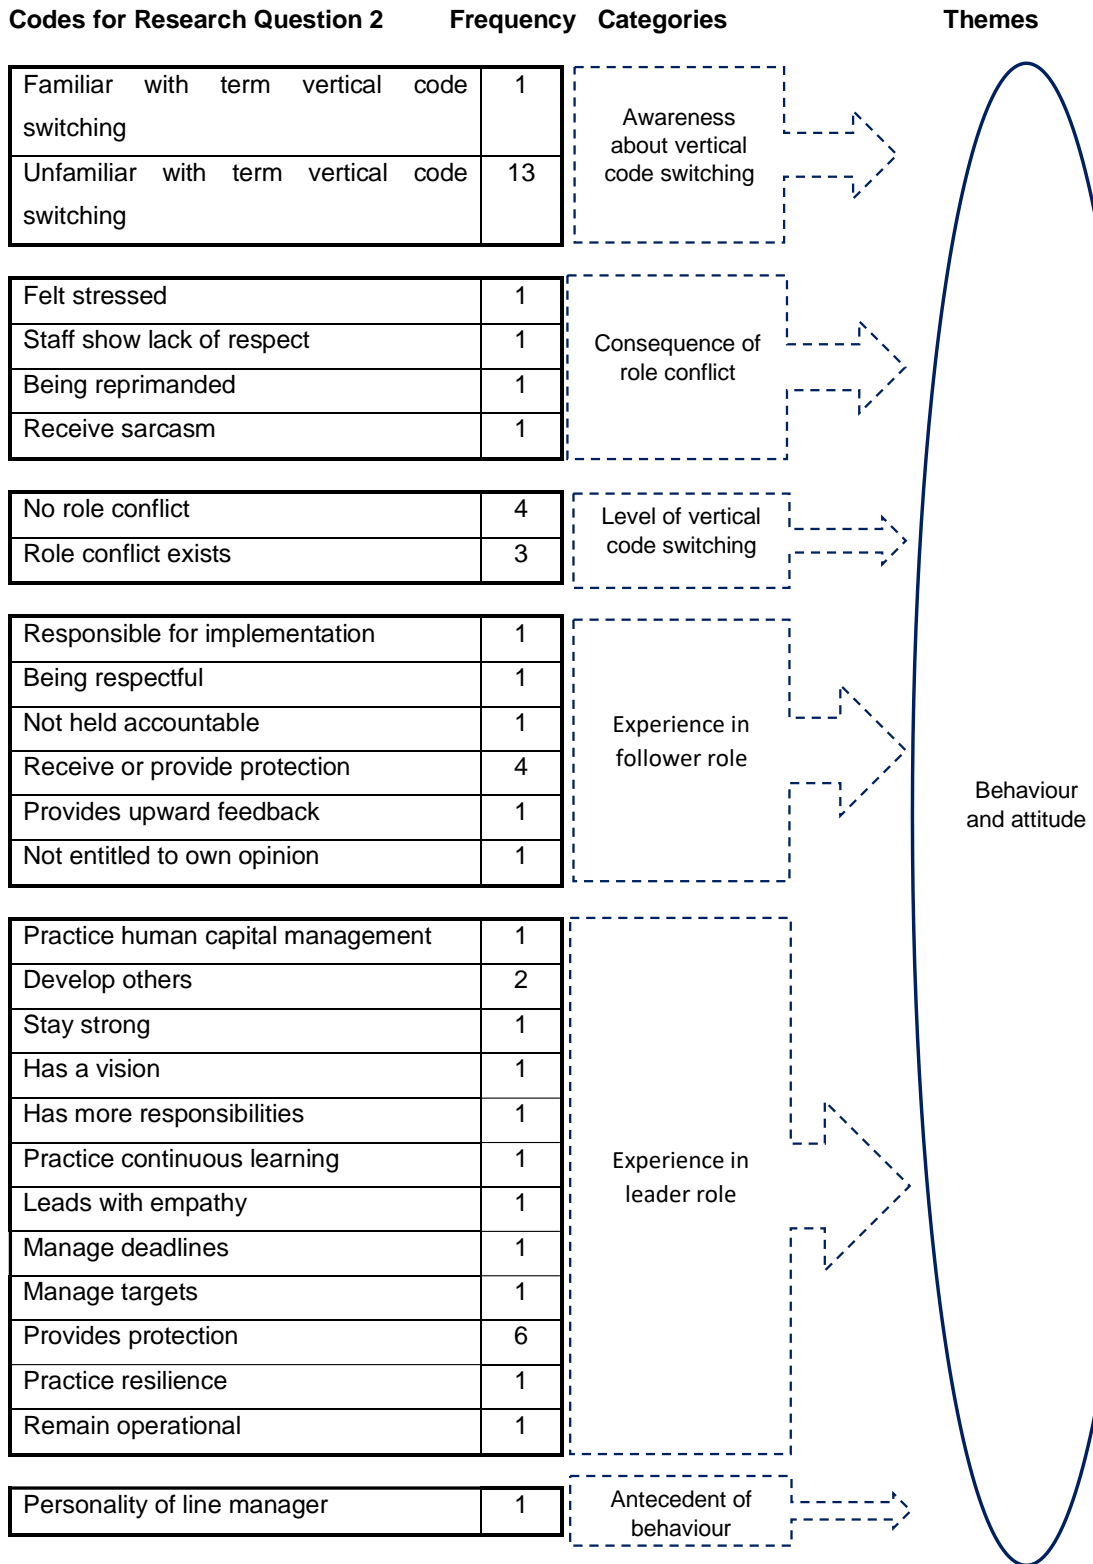 Codes for Research Question 2 Frequency Categories Themes
Familiar with term vertical code 1
switching
Unfamiliar with term vertical code 13
switching
Awareness
about vertical
code switching
Felt stressed 1
Staff show lack of respect 1
Being reprimanded 1
Receive sarcasm 1
Consequence of
role conflict
No role conflict 4
Role conflict exists 3
Level of vertical
code switching
Responsible for implementation 1
Being respectful 1
Not held accountable 1
Receive or provide protection 4
Provides upward feedback 1
Not entitled to own opinion 1
Experience in
follower role
Behaviour
and attitude
Practice human capital management 1
Develop others 2
Stay strong 1
Has a vision 1
Has more responsibilities 1
Practice continuous learning 1
Leads with empathy 1
Manage deadlines 1
Manage targets 1
Provides protection 6
Practice resilience 1
Remain operational 1
Experience in
leader role
Personality of line manager 1
Antecedent of
behaviour